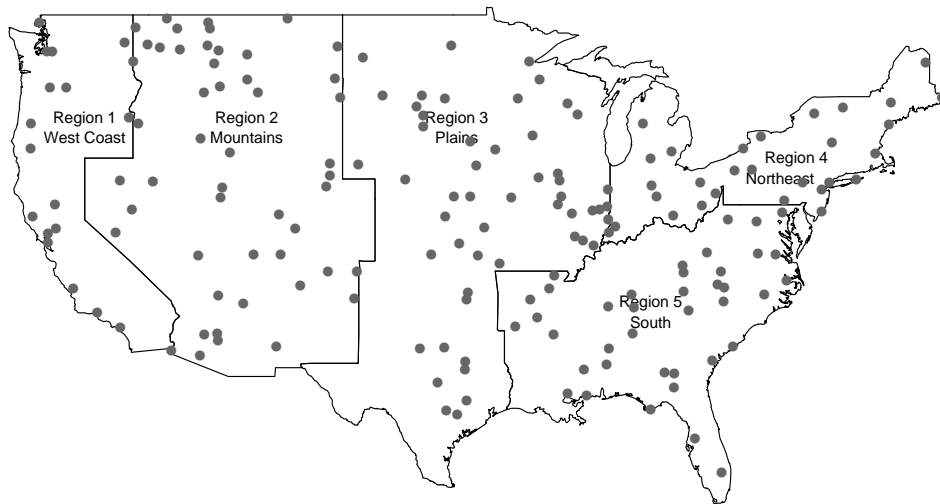 Region 1
West Coast
Region 2
Mountains
Region 3
Plains
Region 4
Northeast
Region 5
South